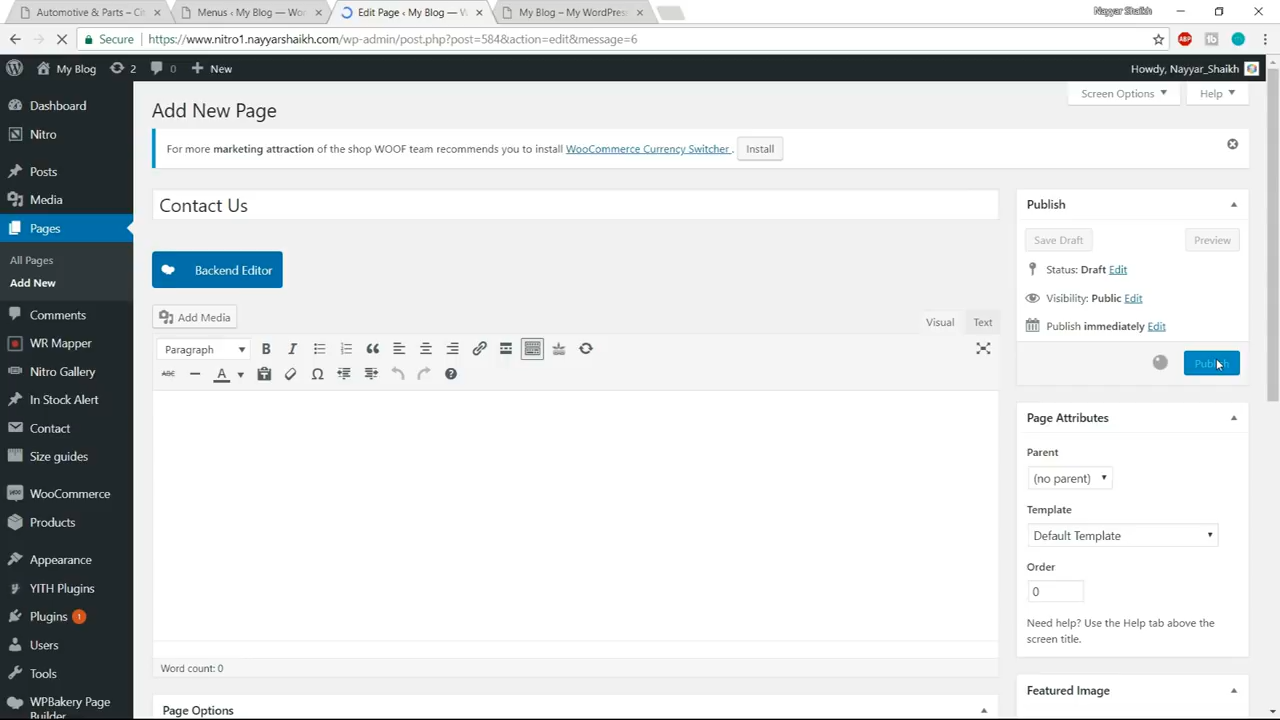 Automotive & Parts – Ci
Menus ‹ My Blog — Wor
Edit Page ‹ My Blog — W
My Blog – My WordPress
Nayyar Shaikh
Secure
https://www.nitro1.nayyarshaikh.com/wp-admin/post.php?post=584&action=edit&message=6
ABP
My Blog
2
0
New
Howdy, Nayyar_Shaikh
Dashboard
Nitro
Posts
Media
Pages
All Pages
Add New
Comments
WR Mapper
Nitro Gallery
In Stock Alert
Contact
Size guides
WooCommerce
Products
Appearance
YITH Plugins
Plugins 1
Users
Tools
WPBakery Page
Builder
Add New Page
Screen Options
Help
For more marketing attraction of the shop WOOF team recommends you to install WooCommerce Currency Switcher .
Install
Contact Us
Backend Editor
Add Media
Visual
Text
Paragraph
ABC
Word count: 0
Page Options
Publish
Save Draft
Preview
Status: Draft Edit
Visibility: Public Edit
Publish immediately Edit
Publish
Page Attributes
Parent
(no parent)
Template
Default Template
Order
0
Need help? Use the Help tab above the
screen title.
Featured Image